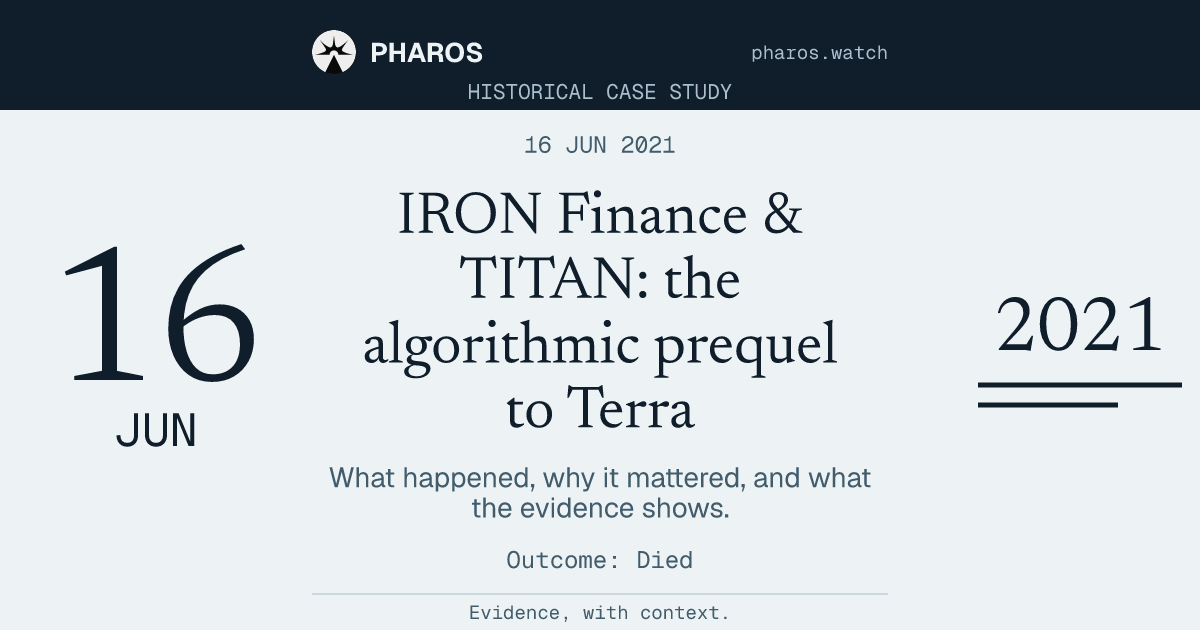 PHAROS
pharos.watch
HISTORICAL CASE STUDY
16 JUN 2021
IRON Finance &
TITAN: the
algorithmic prequel
to Terra
16
JUN
2021
What happened, why it mattered, and what
the evidence shows.
Outcome: Died
Evidence, with context.